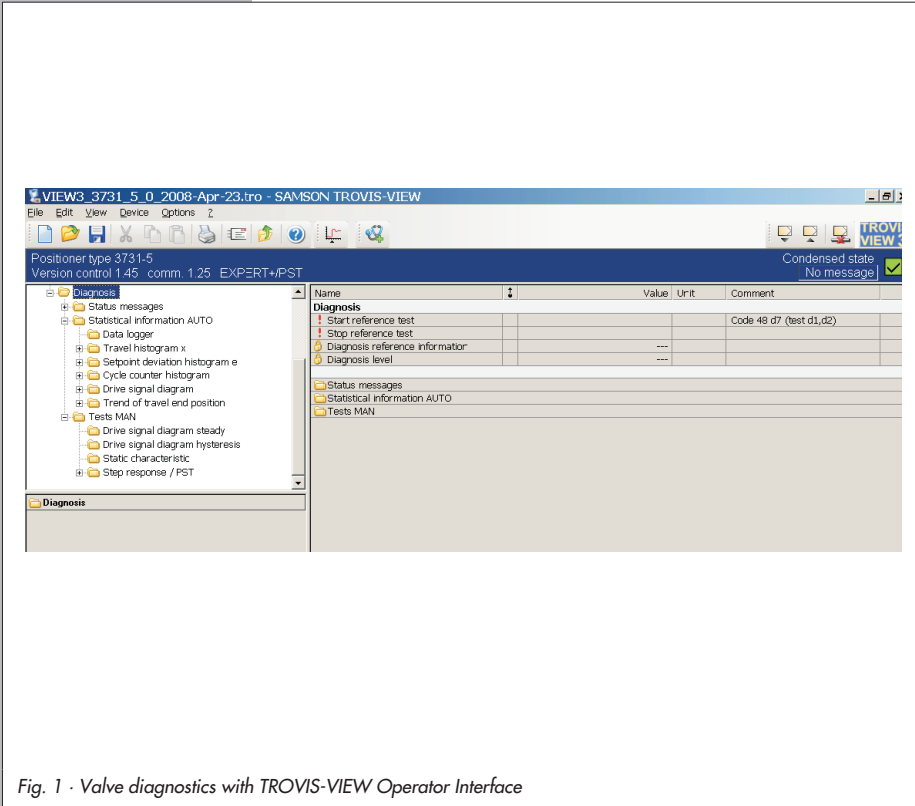 VIEW3_3731_5_0_2008-Apr-23.tro - SAMSON TROVIS-VIEW
File Edit View Device Options ?
TROVI
VIEW 3
Positioner type 3731-5
Version control 1.45 comm. 1.25 EXPERT+/PST
Condensed state
No message
Diagnosis
Status messages
Statistical information AUTO
Data logger
Travel histogram x
Setpoint deviation histogram e
Cycle counter histogram
Drive signal diagram
Trend of travel end position
Tests MAN
Drive signal diagram steady
Drive signal diagram hysteresis
Static characteristic
Step response / PST
Diagnosis
Name Value Unit Comment
Diagnosis
Start reference test Code 48 d7 (test d1,d2)
Stop reference test
Diagnosis reference information ---
Diagnosis level ---
Status messages
Statistical information AUTO
Tests MAN
Fig. 1 · Valve diagnostics with TROVIS-VIEW Operator Interface